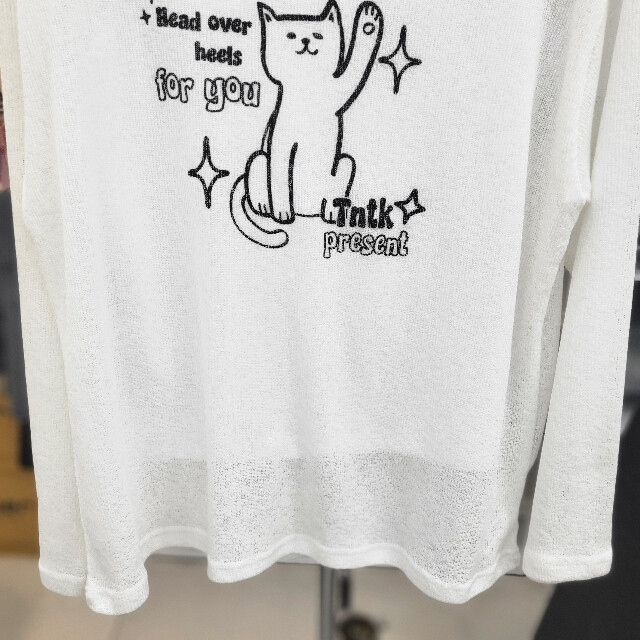 Head over
heels
for you
Tntk
present